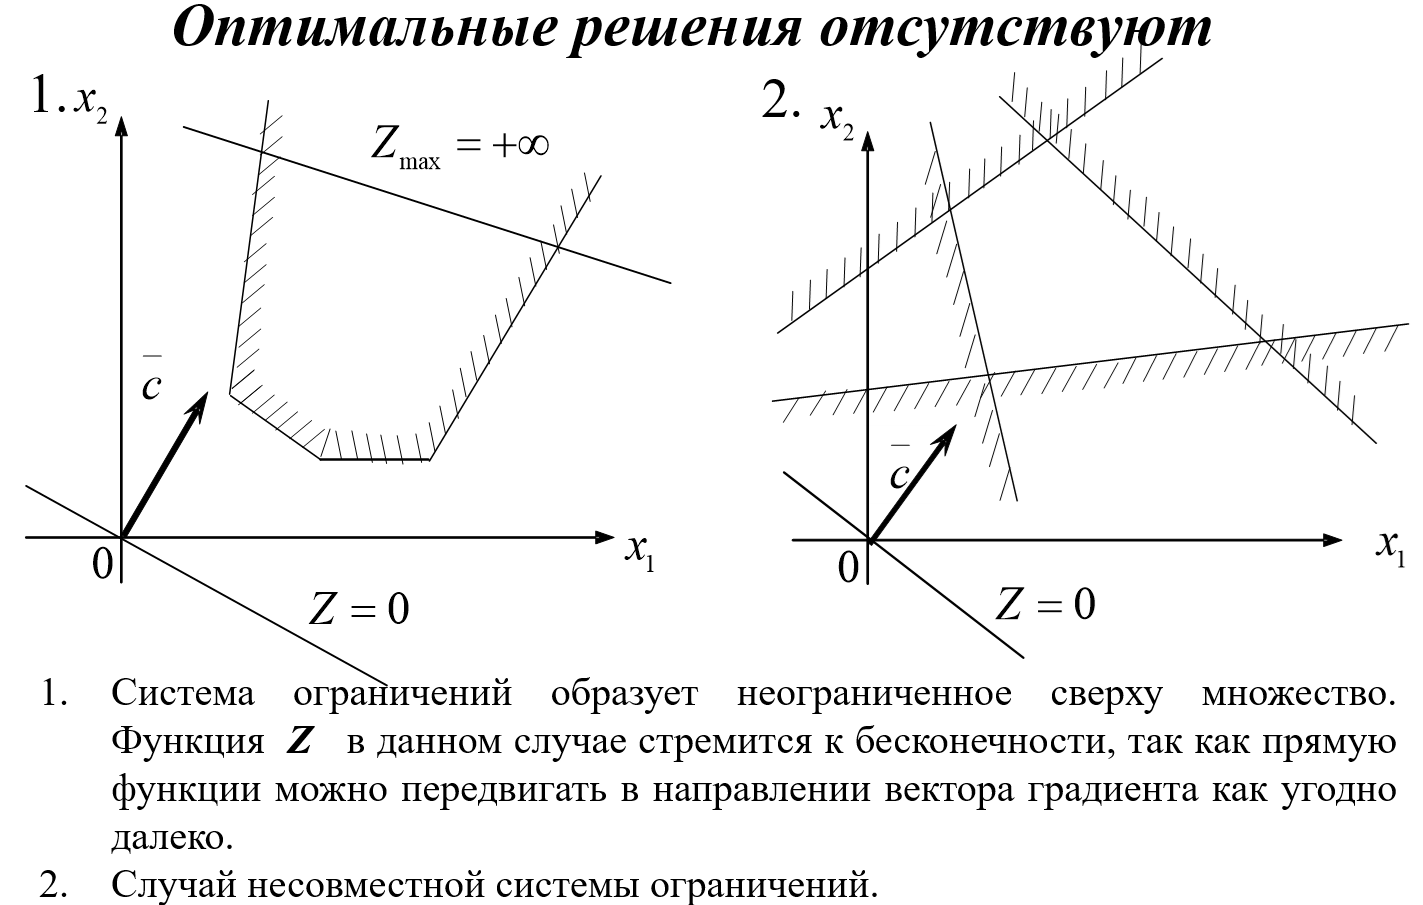 Оптимальные решения отсутствуют
1. x₂
Z_max = +∞
c̅
0
x₁
Z = 0
2. x₂
c̅
0
x₁
Z = 0
1. Система ограничений образует неограниченное сверху множество.
Функция Z в данном случае стремится к бесконечности, так как прямую
функции можно передвигать в направлении вектора градиента как угодно
далеко.
2. Случай несовместной системы ограничений.